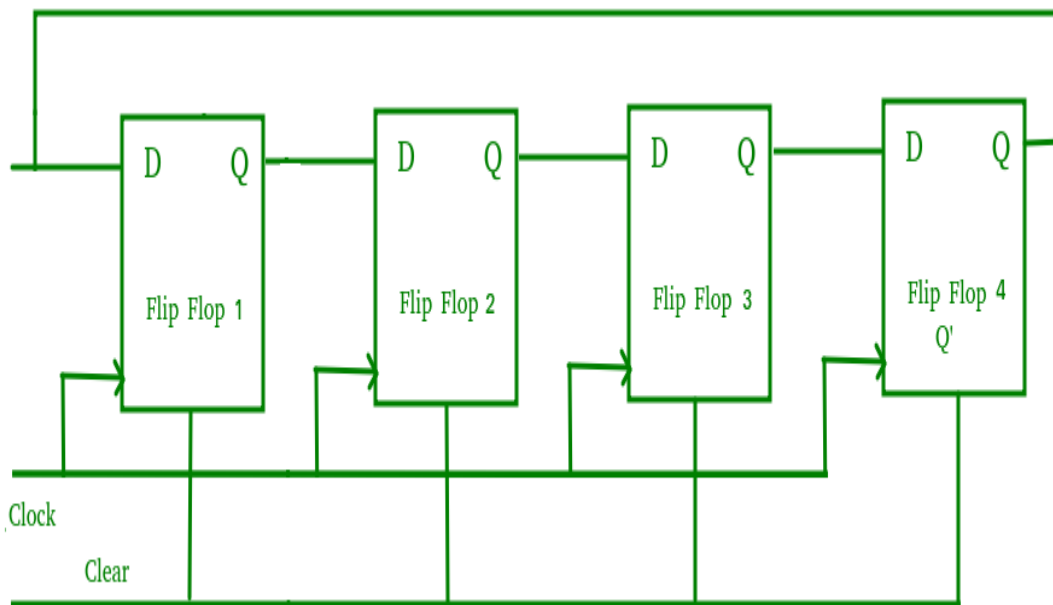 D Q
D Q
D Q
D Q
Flip Flop 1
Flip Flop 2
Flip Flop 3
Flip Flop 4
Q'
Clock
Clear